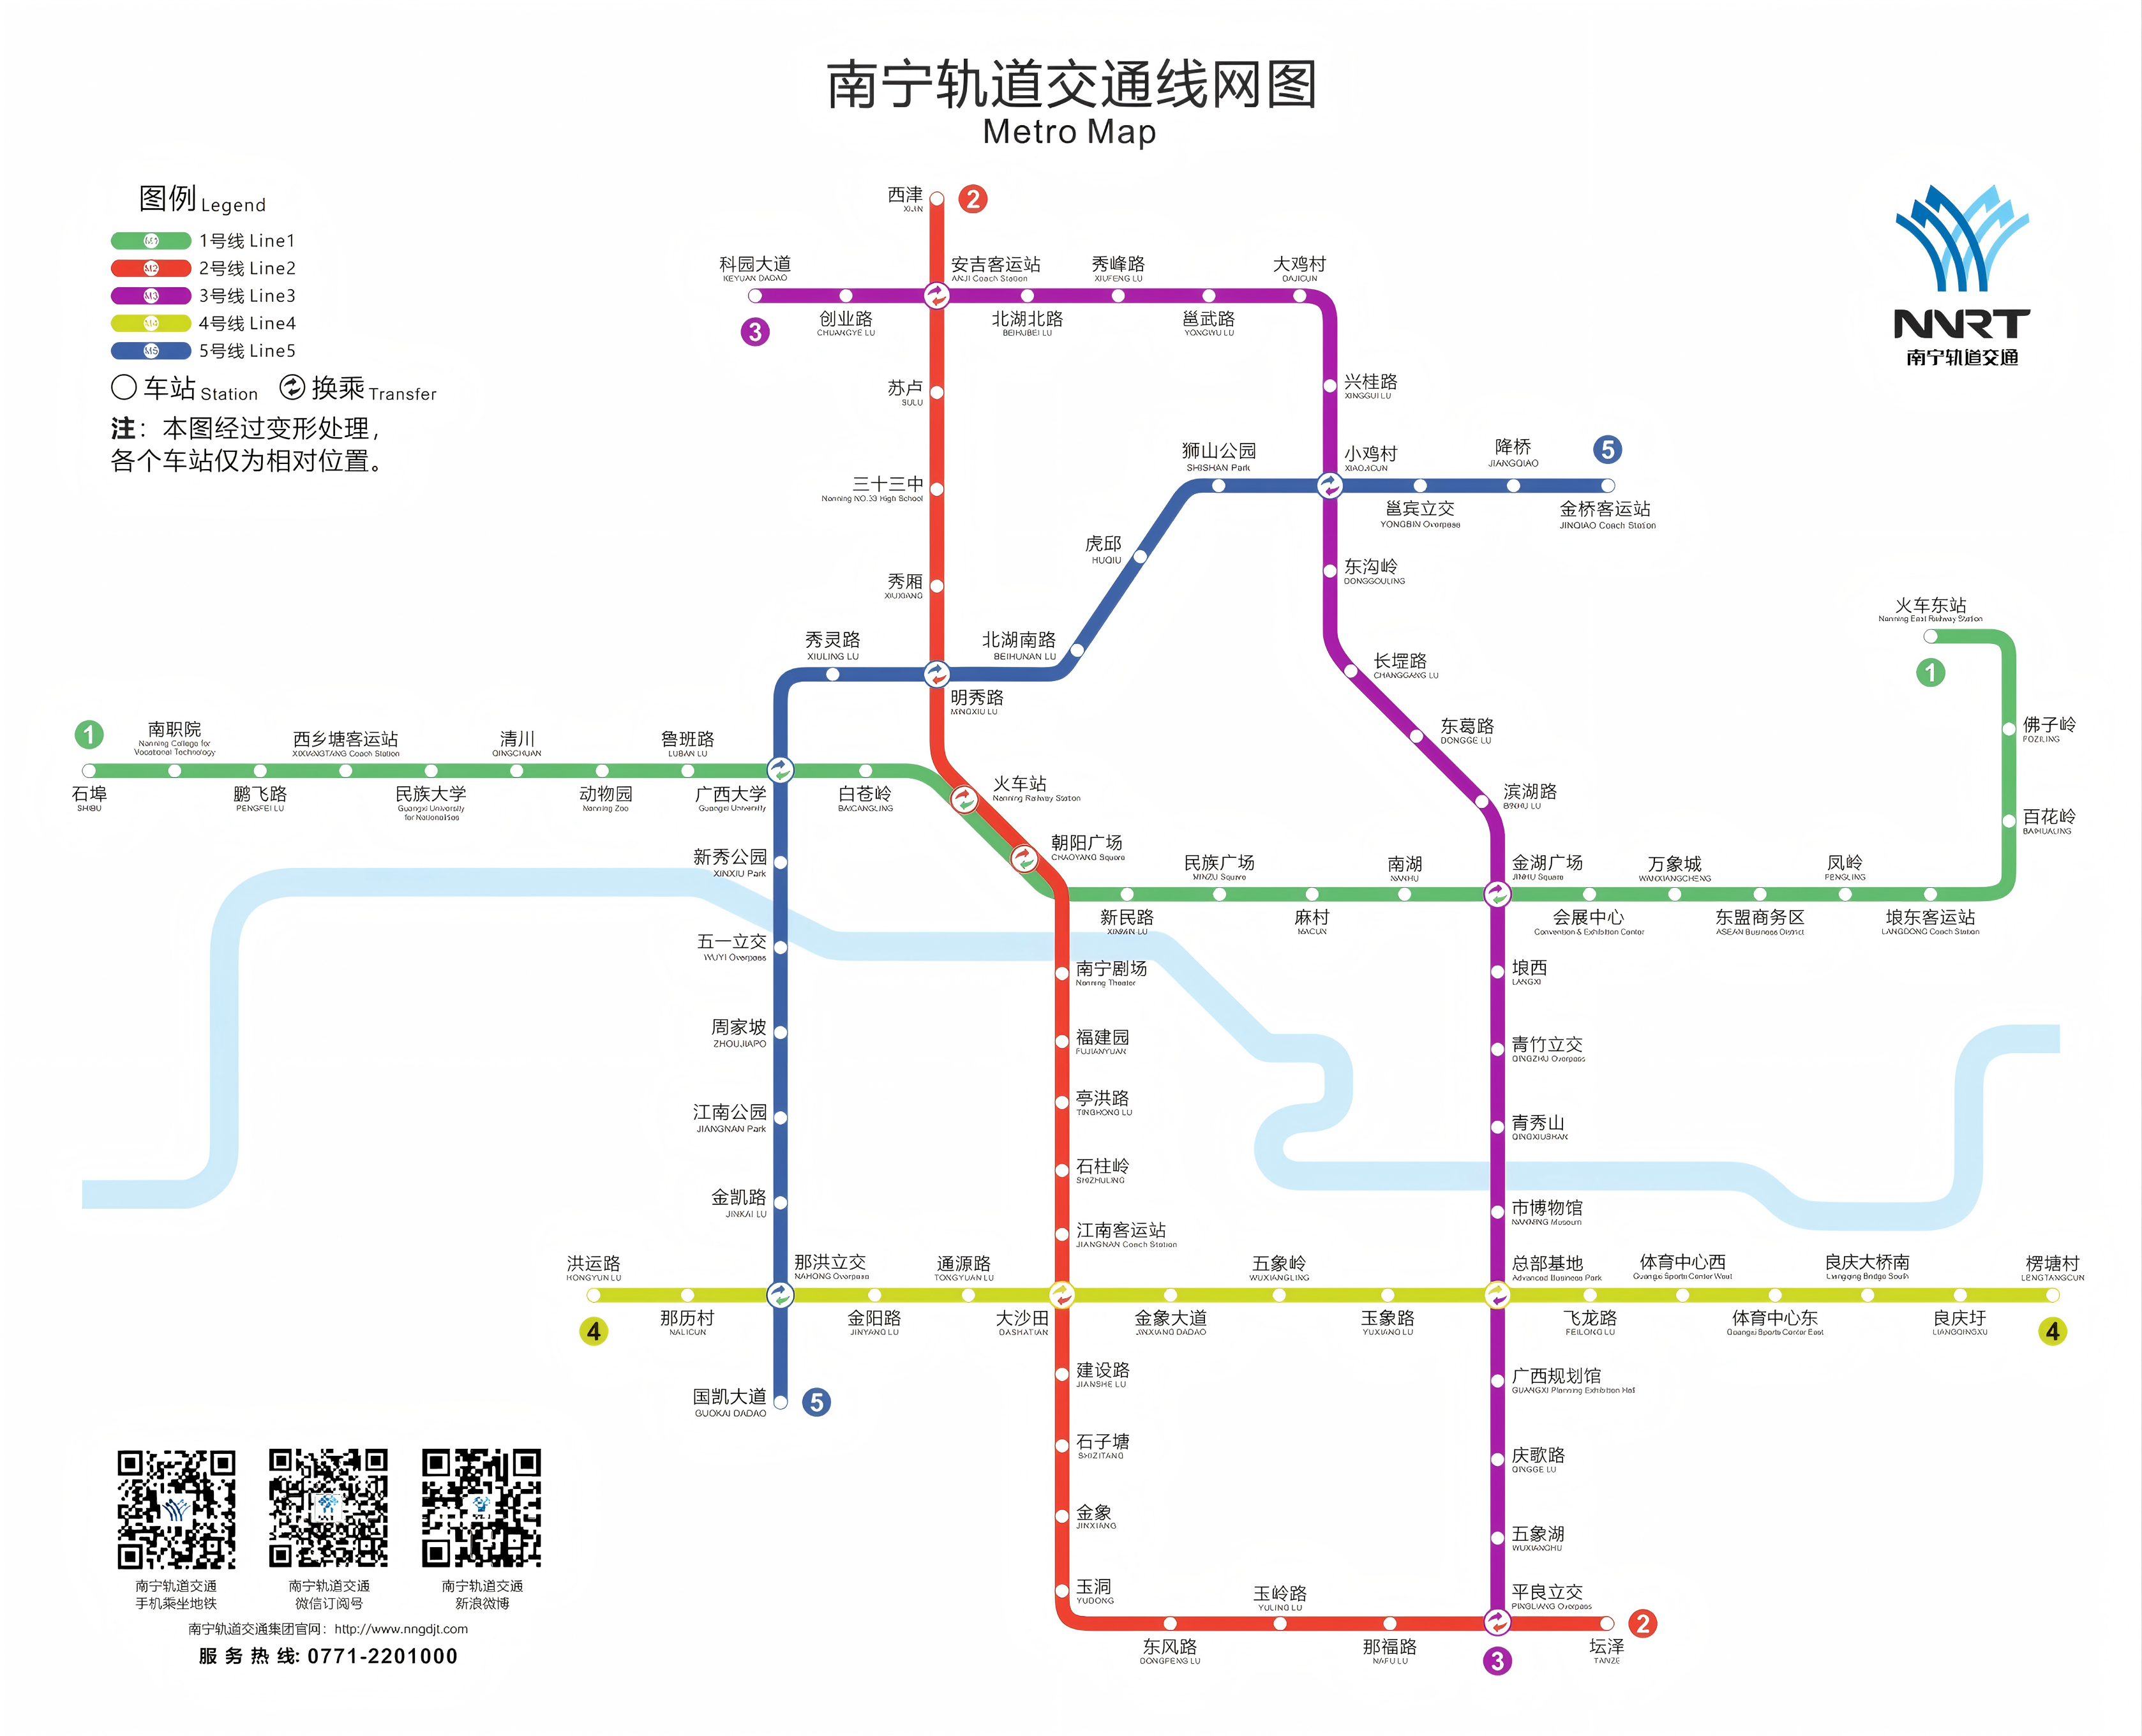 南宁轨道交通线网图
Metro Map
图例 Legend
M1 1号线 Line1
M2 2号线 Line2
M3 3号线 Line3
M4 4号线 Line4
M5 5号线 Line5
车站 Station 换乘 Transfer
注：本图经过变形处理，
各个车站仅为相对位置。
NNRT
南宁轨道交通
西津
XIJIN
2
科园大道
KEYUAN DADAO
3
创业路
CHUANGYE LU
安吉客运站
ANJI Coach Station
北湖北路
BEIHUBEI LU
秀峰路
XIUFENG LU
邕武路
YONGWU LU
大鸡村
DAJICUN
苏卢
SULU
兴桂路
XINGGUI LU
三十三中
Nanning NO.33 High School
狮山公园
SHISHAN Park
小鸡村
XIAOJICUN
邕宾立交
YONGBIN Overpass
降桥
JIANGQIAO
5
金桥客运站
JINQIAO Coach Station
虎邱
HUQIU
东沟岭
DONGGOULING
秀厢
XIUXIANG
秀灵路
XIULING LU
北湖南路
BEIHUNAN LU
明秀路
MINGXIU LU
长堽路
CHANGGANG LU
东葛路
DONGGE LU
滨湖路
BINHU LU
火车东站
Nanning East Railway Station
1
佛子岭
FOZILING
百花岭
BAIHUALING
1
石埠
SHIBU
南职院
Nanning College for
Vocational Technology
鹏飞路
PENGFEI LU
西乡塘客运站
XIXIANGTANG Coach Station
民族大学
Guangxi University
for Nationalities
清川
QINGCHUAN
动物园
Nanning Zoo
鲁班路
LUBAN LU
广西大学
Guangxi University
白苍岭
BAICANGLING
火车站
Nanning Railway Station
朝阳广场
CHAOYANG Square
新民路
XINMIN LU
民族广场
MINZU Square
麻村
MACUN
南湖
NANHU
金湖广场
JINHU Square
会展中心
Convention & Exhibition Center
万象城
WANXIANGCHENG
东盟商务区
ASEAN Business District
凤岭
FENGLING
埌东客运站
LANGDONG Coach Station
新秀公园
XINXIU Park
五一立交
WUYI Overpass
周家坡
ZHOUJIAPO
江南公园
JIANGNAN Park
金凯路
JINKAI LU
南宁剧场
Nanning Theater
福建园
FUJIANYUAN
亭洪路
TINGHONG LU
石柱岭
SHIZHULING
江南客运站
JIANGNAN Coach Station
埌西
LANGXI
青竹立交
QINGZHU Overpass
青秀山
QINGXIUSHAN
市博物馆
NANNING Museum
洪运路
HONGYUN LU
4
那历村
NALICUN
那洪立交
NAHONG Overpass
金阳路
JINYANG LU
通源路
TONGYUAN LU
大沙田
DASHATIAN
金象大道
JINXIANG DADAO
五象岭
WUXIANGLING
玉象路
YUXIANG LU
总部基地
Advanced Business Park
飞龙路
FEILONG LU
体育中心西
Guangxi Sports Center West
体育中心东
Guangxi Sports Center East
良庆大桥南
Liangqing Bridge South
良庆圩
LIANGQINGXU
楞塘村
LENGTANGCUN
4
国凯大道
GUOKAI DADAO
5
建设路
JIANSHE LU
石子塘
SHIZITANG
金象
JINXIANG
玉洞
YUDONG
东风路
DONGFENG LU
玉岭路
YULING LU
那福路
NAFU LU
广西规划馆
GUANGXI Planning Exhibition Hall
庆歌路
QINGGE LU
五象湖
WUXIANGHU
平良立交
PINGLIANG Overpass
3
坛泽
TANZE
2
南宁轨道交通
手机乘坐地铁
南宁轨道交通
微信订阅号
南宁轨道交通
新浪微博
南宁轨道交通集团官网：http://www.nngdjt.com
服务热线: 0771-2201000